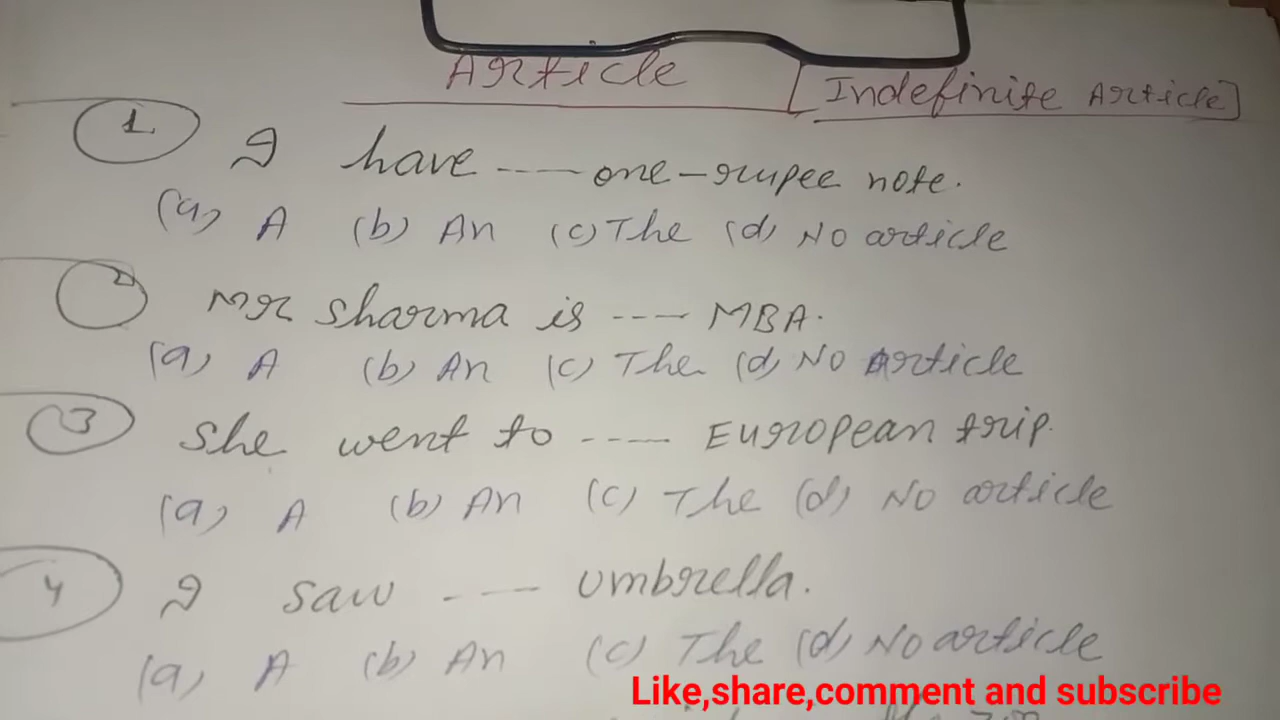 Article [Indefinite Article]
1 I have ---- one-rupee note.
(a) A (b) An (c) The (d) No article
2 Mr Sharma is ---- MBA.
(a) A (b) An (c) The (d) No Article
3 She went to ---- European trip.
(a) A (b) An (c) The (d) No article
4 I saw ---- umbrella.
(a) A (b) An (c) The (d) No article
Like,share,comment and subscribe